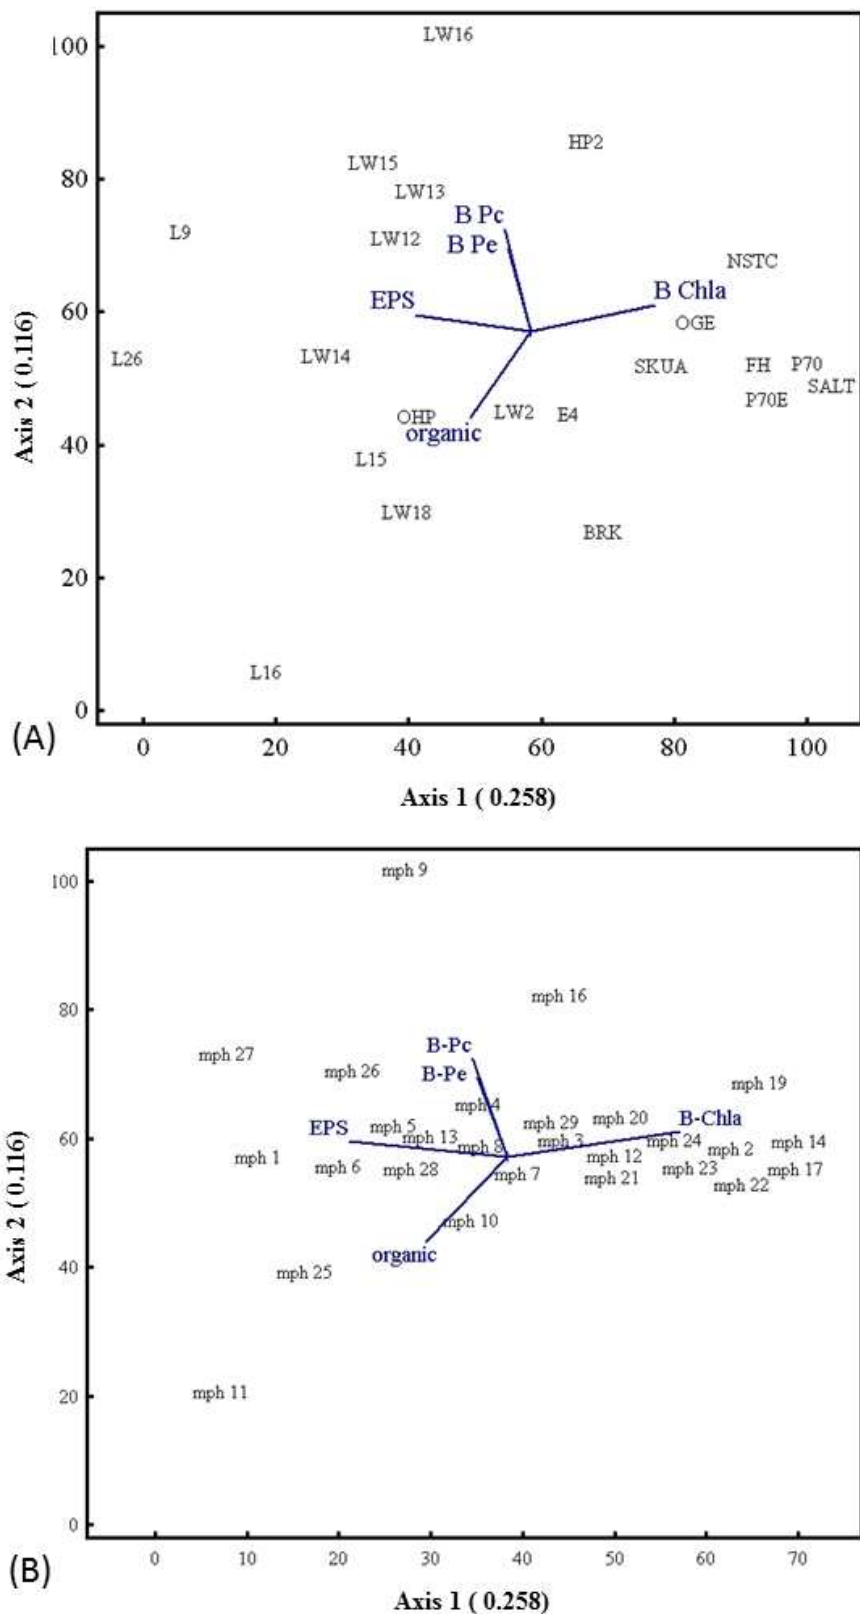 LW16
100
HP2
LW15
80
LW13
B Pc
L9
LW12
B Pe
NSTC
B Chla
EPS
60
OGE
L26
LW14
SKUA
FH
P70
SALT
P70E
OHP
LW2
E4
organic
40
L15
LW18
BRK
20
L16
0
Axis 2 ( 0.116)
(A)
0 20 40 60 80 100
Axis 1 ( 0.258)
100
mph 9
80
mph 16
mph 27
B-Pc
mph 26
B-Pe
mph 19
mph 4
EPS
mph 5
mph 29
mph 20
B-Chla
60
mph 13
mph 3
mph 24
mph 14
mph 8
mph 2
mph 1
mph 12
mph 6
mph 28
mph 7
mph 23
mph 17
mph 21
mph 22
mph 10
organic
40
mph 25
20
mph 11
0
Axis 2 ( 0.116)
(B)
0 10 20 30 40 50 60 70
Axis 1 ( 0.258)